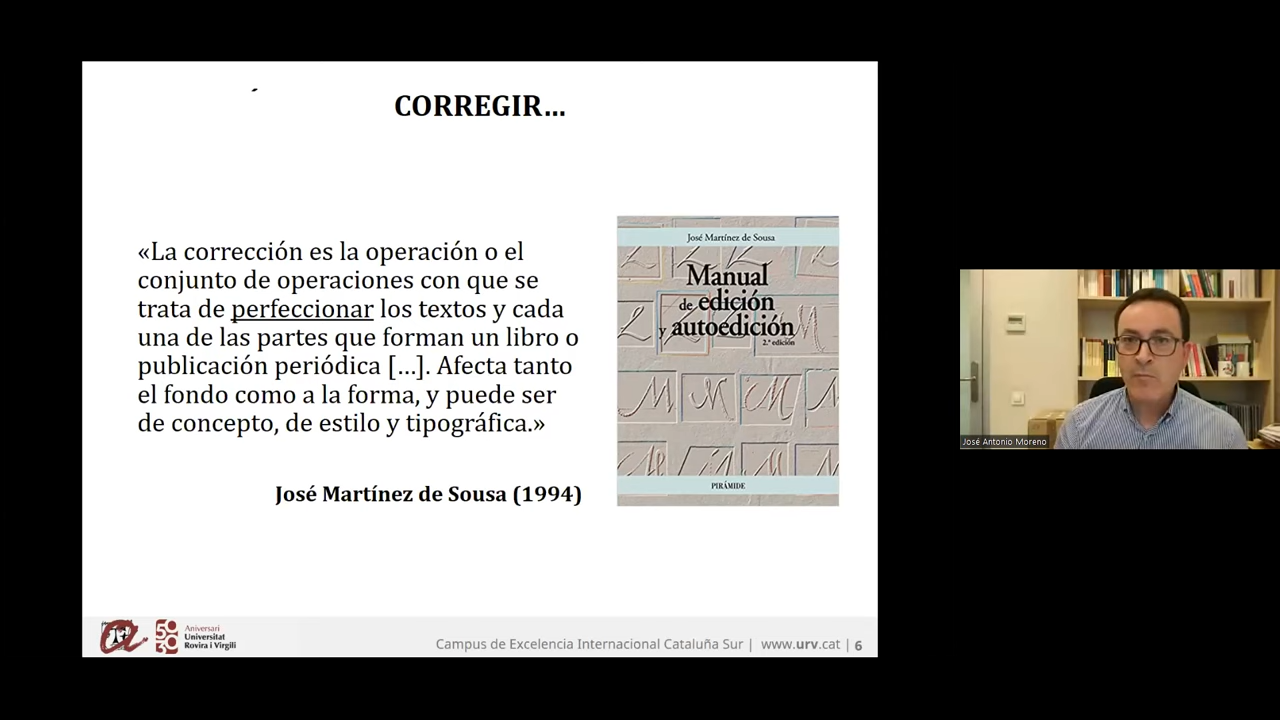 CORREGIR...
«La corrección es la operación o el
conjunto de operaciones con que se
trata de perfeccionar los textos y cada
una de las partes que forman un libro o
publicación periódica [...]. Afecta tanto
el fondo como a la forma, y puede ser
de concepto, de estilo y tipográfica.»
José Martínez de Sousa (1994)
José Martínez de Sousa
Manual
de edición
y autoedición
2.ª edición
PIRÁMIDE
José Antonio Moreno
Aniversari
Universitat
Rovira i Virgili
Campus de Excelencia Internacional Cataluña Sur | www.urv.cat | 6